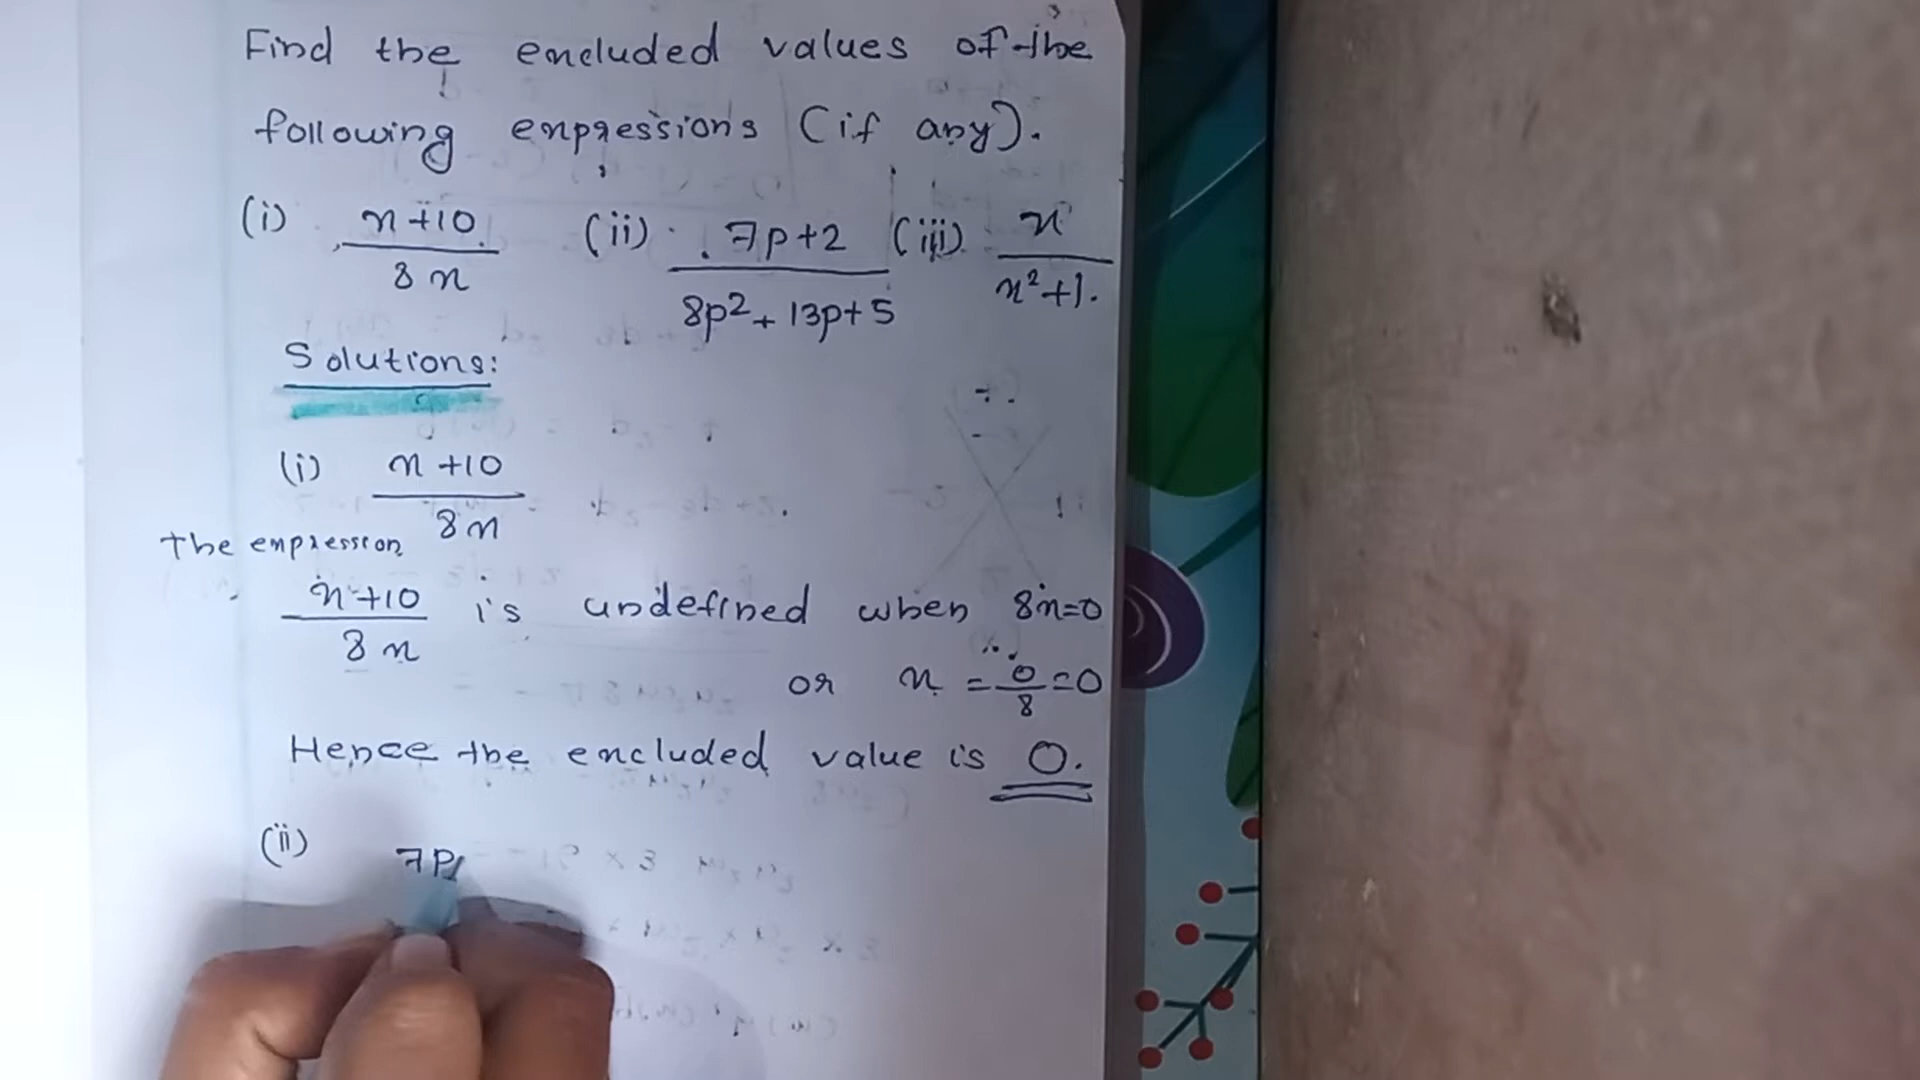 Find the excluded values of the
following expressions (if any).
(i) x+10 / 8x (ii) 7p+2 / 8p²+13p+5 (iii) x / x²+1.
Solutions:
(i) x+10 / 8x
The expression
x+10 / 8x is undefined when 8x=0
or x = 0/8 = 0
Hence the excluded value is 0.
(ii) 7p